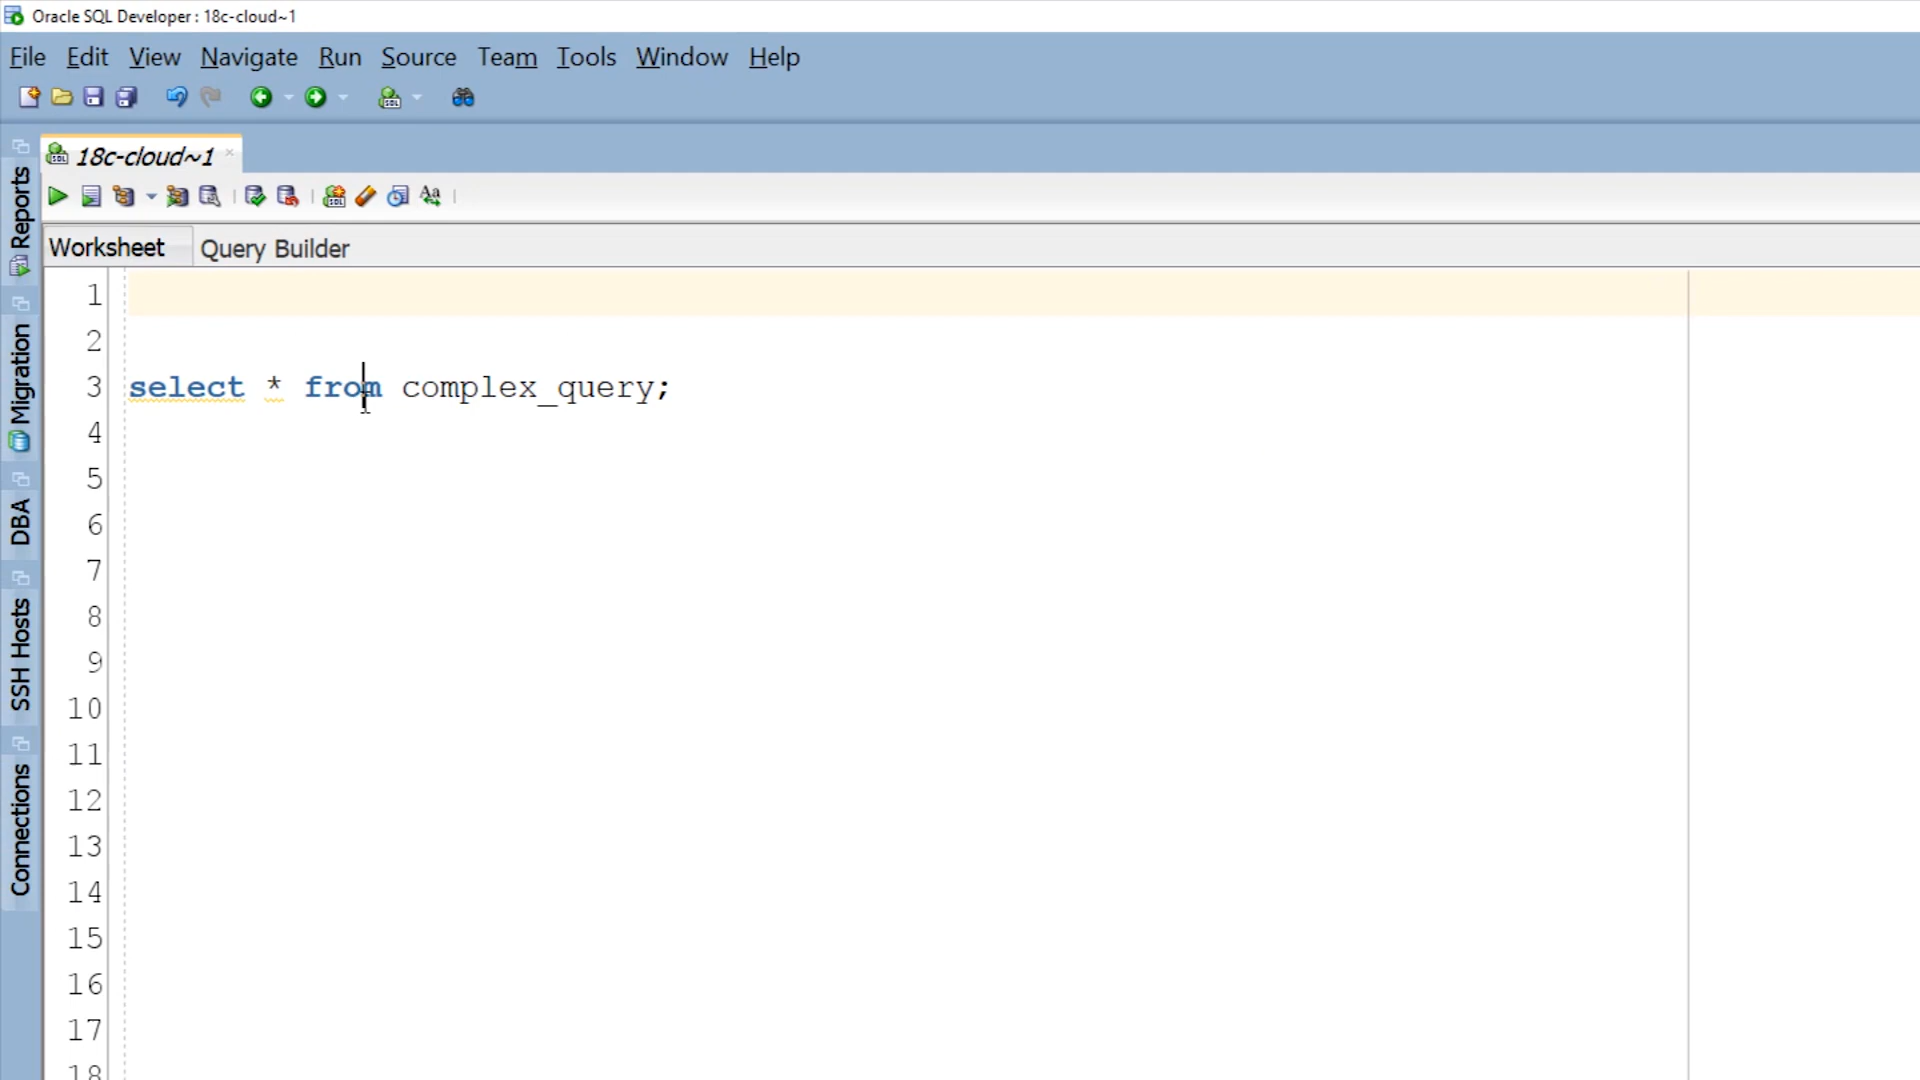 Oracle SQL Developer : 18c-cloud~1
File Edit View Navigate Run Source Team Tools Window Help
18c-cloud~1
Worksheet Query Builder
1
2
3 select * from complex_query;
4
5
6
7
8
9
10
11
12
13
14
15
16
17
18
Reports
Migration
DBA
SSH Hosts
Connections